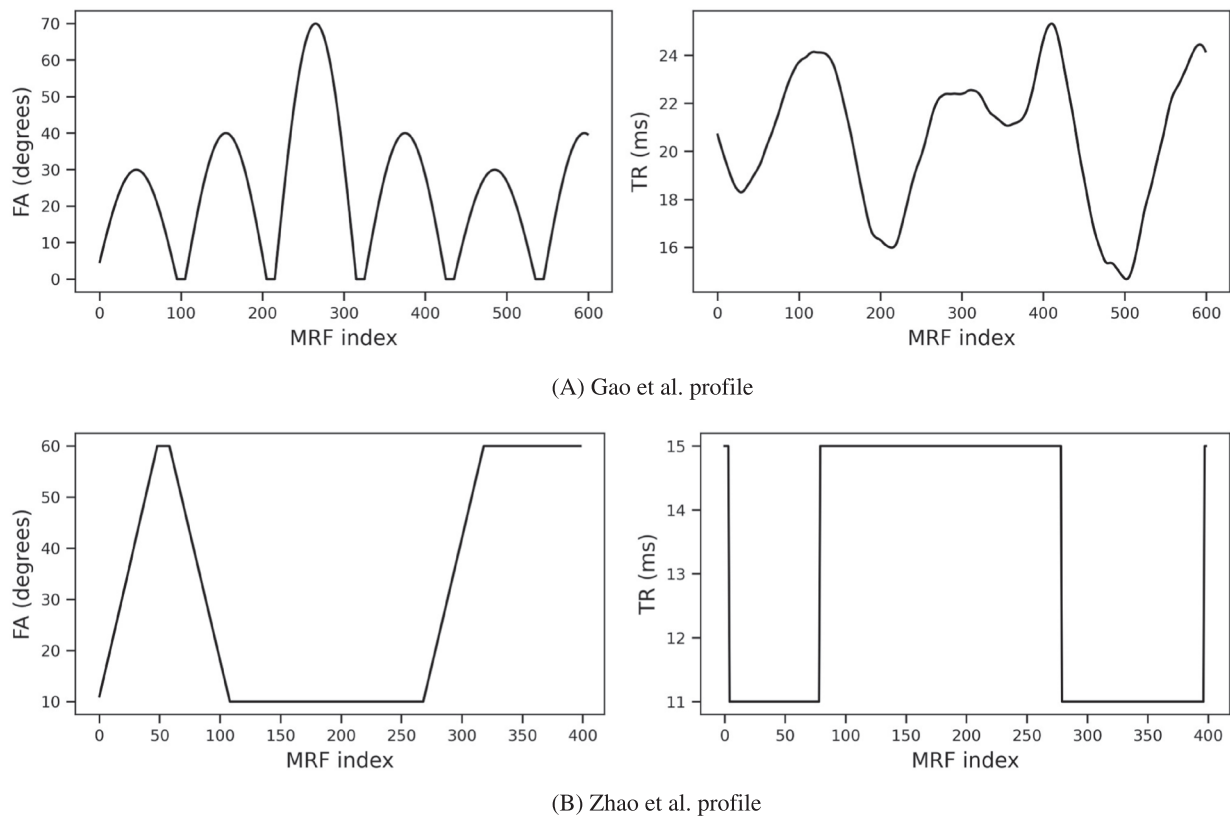 70
60
50
40
30
20
10
0
FA (degrees)
0 100 200 300 400 500 600
MRF index
24
22
20
18
16
TR (ms)
0 100 200 300 400 500 600
MRF index
(A) Gao et al. profile
60
50
40
30
20
10
FA (degrees)
0 50 100 150 200 250 300 350 400
MRF index
15
14
13
12
11
TR (ms)
0 50 100 150 200 250 300 350 400
MRF index
(B) Zhao et al. profile